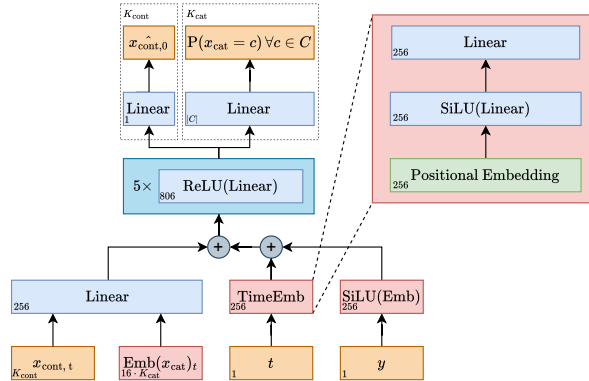 K_cont
K_cat
x̂_cont,0
P(x_cat = c) ∀c ∈ C
Linear
1
Linear
|C|
5×
ReLU(Linear)
806
+
+
Linear
256
TimeEmb
256
SiLU(Emb)
256
x_cont, t
K_cont
Emb(x_cat)_t
16 · K_cat
t
1
y
1
Linear
256
SiLU(Linear)
256
Positional Embedding
256